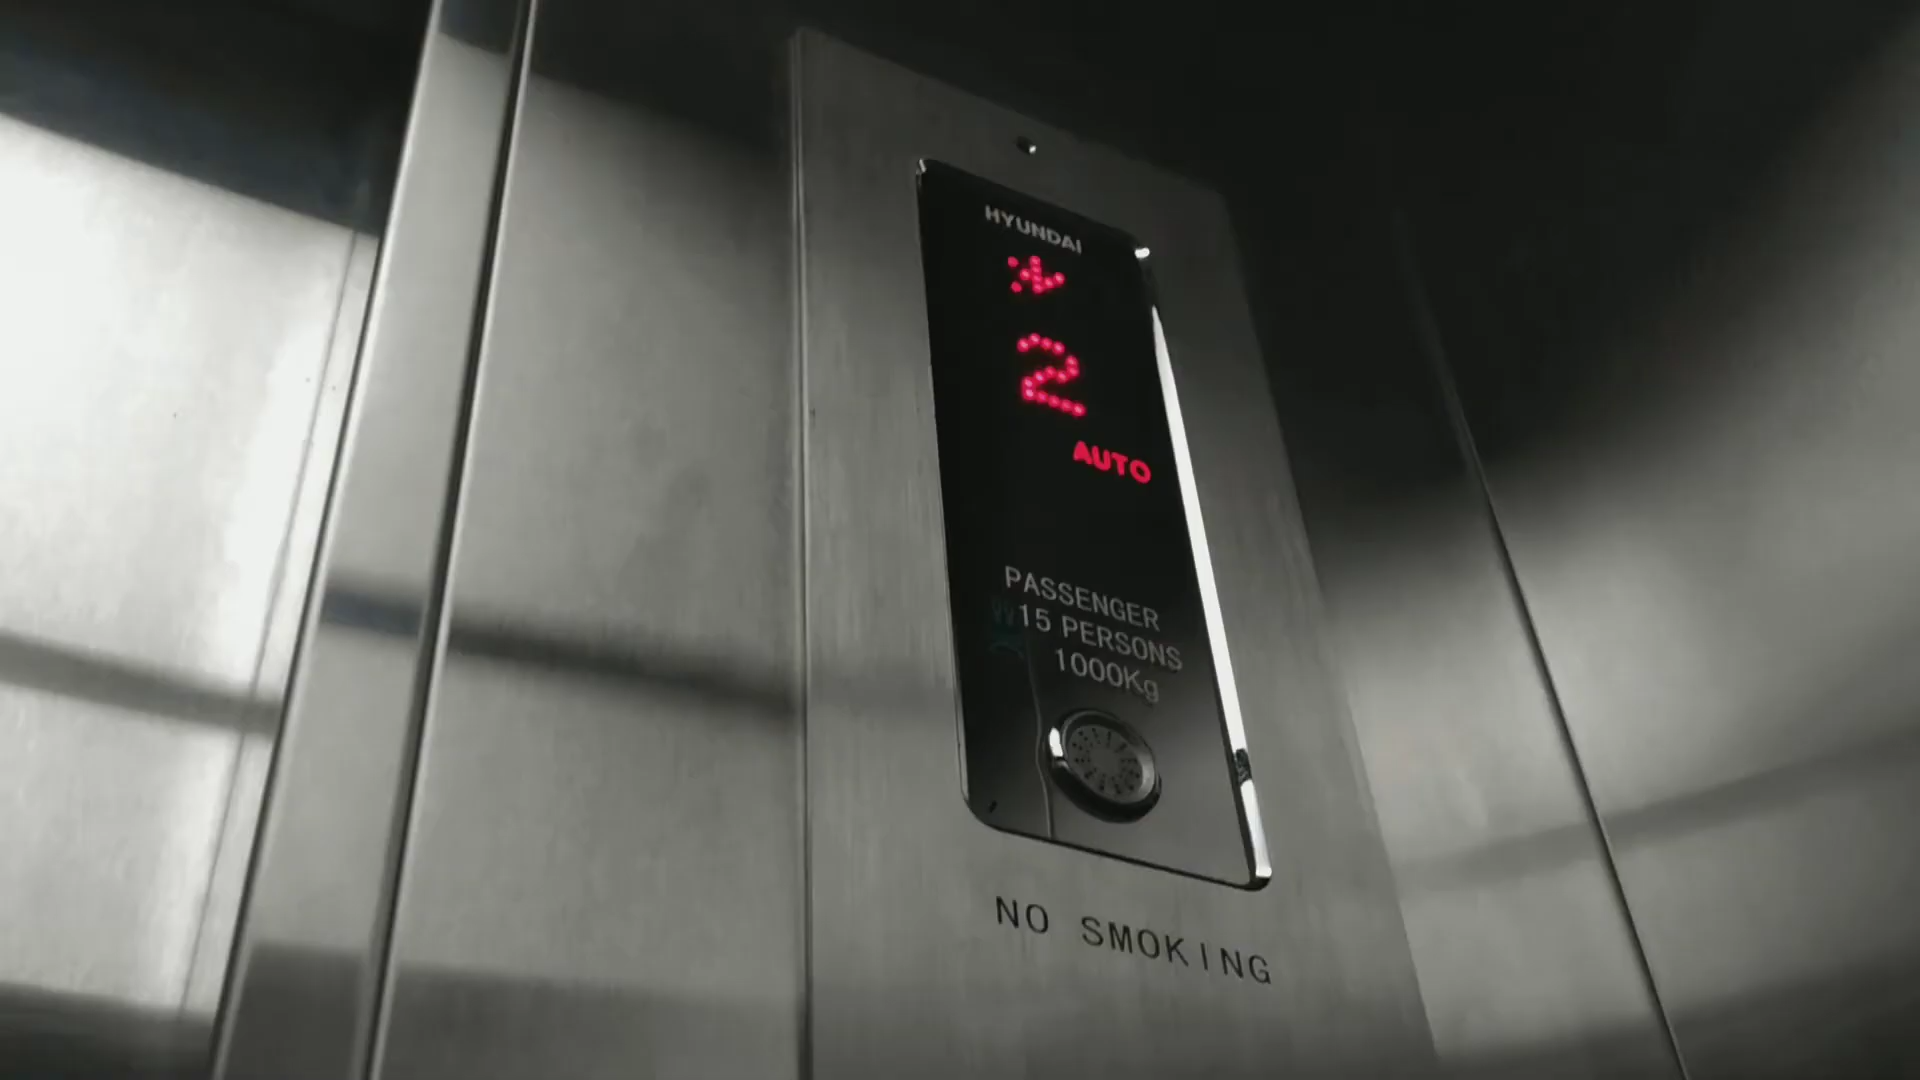 HYUNDAI
2
AUTO
PASSENGER
15 PERSONS
1000Kg
NO SMOKING